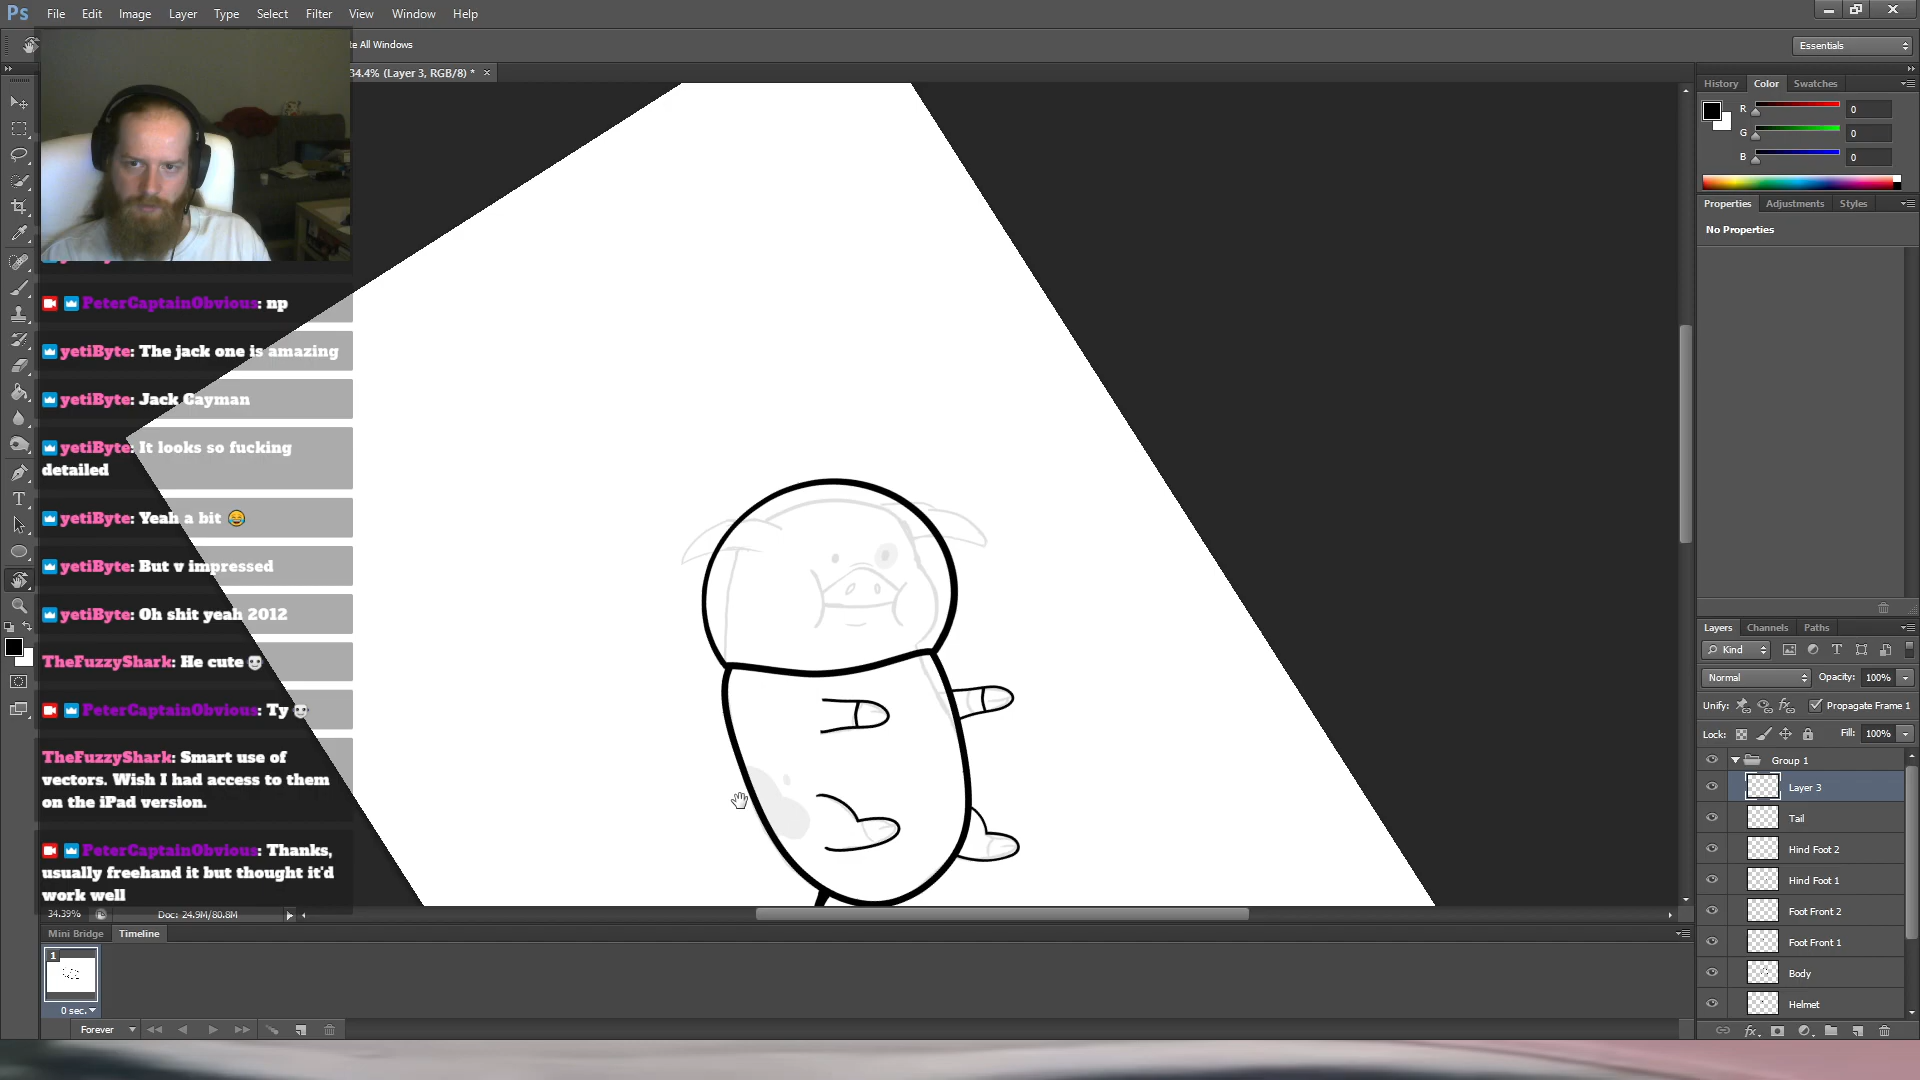 Ps File Edit Image Layer Type Select Filter View Window Help
te All Windows
Essentials
34.4% (Layer 3, RGB/8) * ×
History Color Swatches
R 0
G 0
B 0
Properties Adjustments Styles
No Properties
PeterCaptainObvious: np
yetiByte: The jack one is amazing
yetiByte: Jack Cayman
yetiByte: It looks so fucking
detailed
yetiByte: Yeah a bit 😂
yetiByte: But v impressed
yetiByte: Oh shit yeah 2012
TheFuzzyShark: He cute
PeterCaptainObvious: Ty
TheFuzzyShark: Smart use of
vectors. Wish I had access to them
on the iPad version.
PeterCaptainObvious: Thanks,
usually freehand it but thought it'd
work well
34.39% Doc: 24.9M/80.8M
Mini Bridge Timeline
1
0 sec.
Forever
Layers Channels Paths
Kind
Normal Opacity: 100%
Unify: Propagate Frame 1
Lock: Fill: 100%
Group 1
Layer 3
Tail
Hind Foot 2
Hind Foot 1
Foot Front 2
Foot Front 1
Body
Helmet
fx